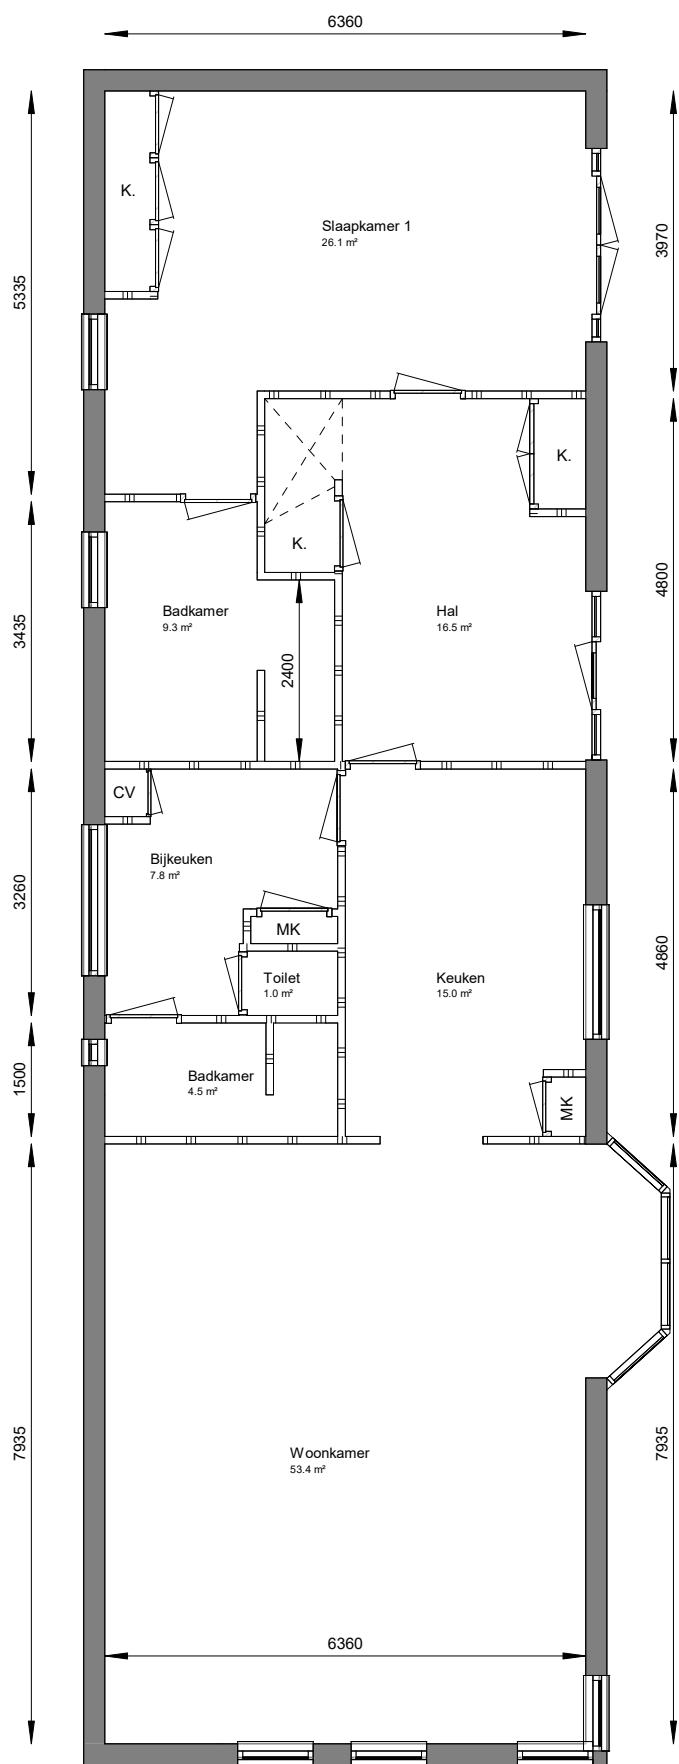 6360
K.
Slaapkamer 1
26.1 m²
3970
5335
K.
K.
Badkamer
9.3 m²
Hal
16.5 m²
4800
3435
2400
CV
Bijkeuken
7.8 m²
3260
MK
Toilet
1.0 m²
Keuken
15.0 m²
4860
Badkamer
4.5 m²
1500
MK
Woonkamer
53.4 m²
7935
7935
6360